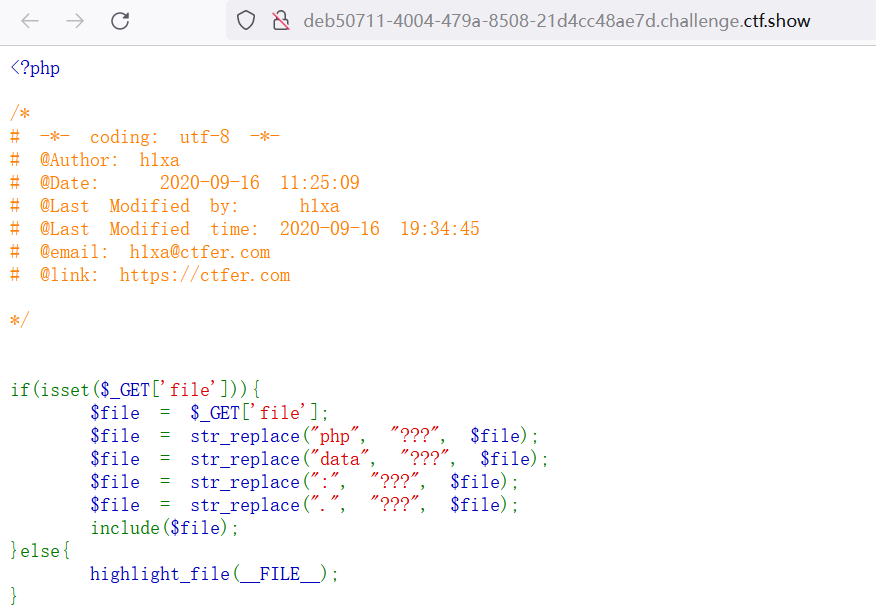 deb50711-4004-479a-8508-21d4cc48ae7d.challenge.ctf.show
<?php
/*
# -*- coding: utf-8 -*-
# @Author: h1xa
# @Date:   2020-09-16 11:25:09
# @Last Modified by:   h1xa
# @Last Modified time: 2020-09-16 19:34:45
# @email: h1xa@ctfer.com
# @link: https://ctfer.com
*/
if(isset($_GET['file'])){
    $file = $_GET['file'];
    $file = str_replace("php", "???", $file);
    $file = str_replace("data", "???", $file);
    $file = str_replace(":", "???", $file);
    $file = str_replace(".", "???", $file);
    include($file);
}else{
    highlight_file(__FILE__);
}